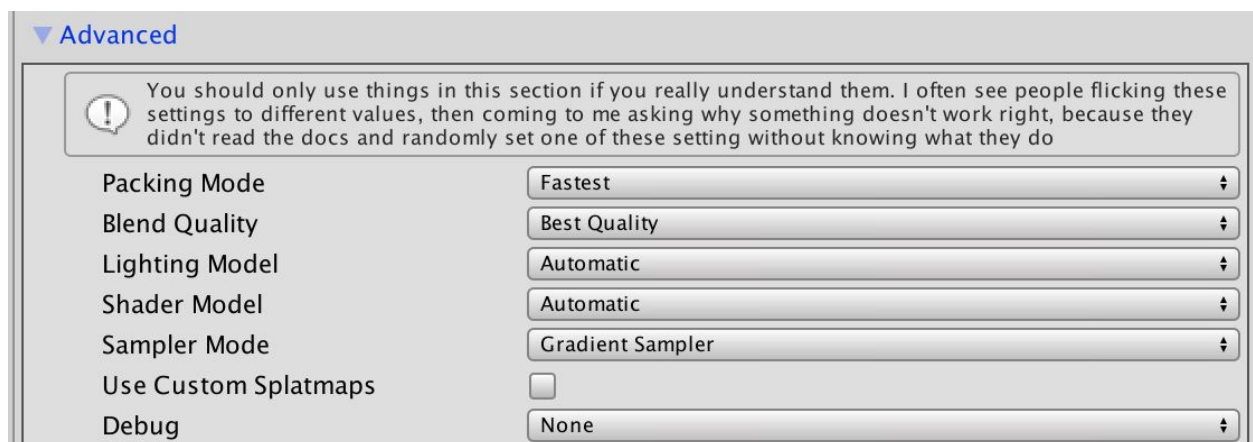 Advanced
You should only use things in this section if you really understand them. I often see people flicking these
settings to different values, then coming to me asking why something doesn't work right, because they
didn't read the docs and randomly set one of these setting without knowing what they do
Packing Mode Fastest
Blend Quality Best Quality
Lighting Model Automatic
Shader Model Automatic
Sampler Mode Gradient Sampler
Use Custom Splatmaps
Debug None